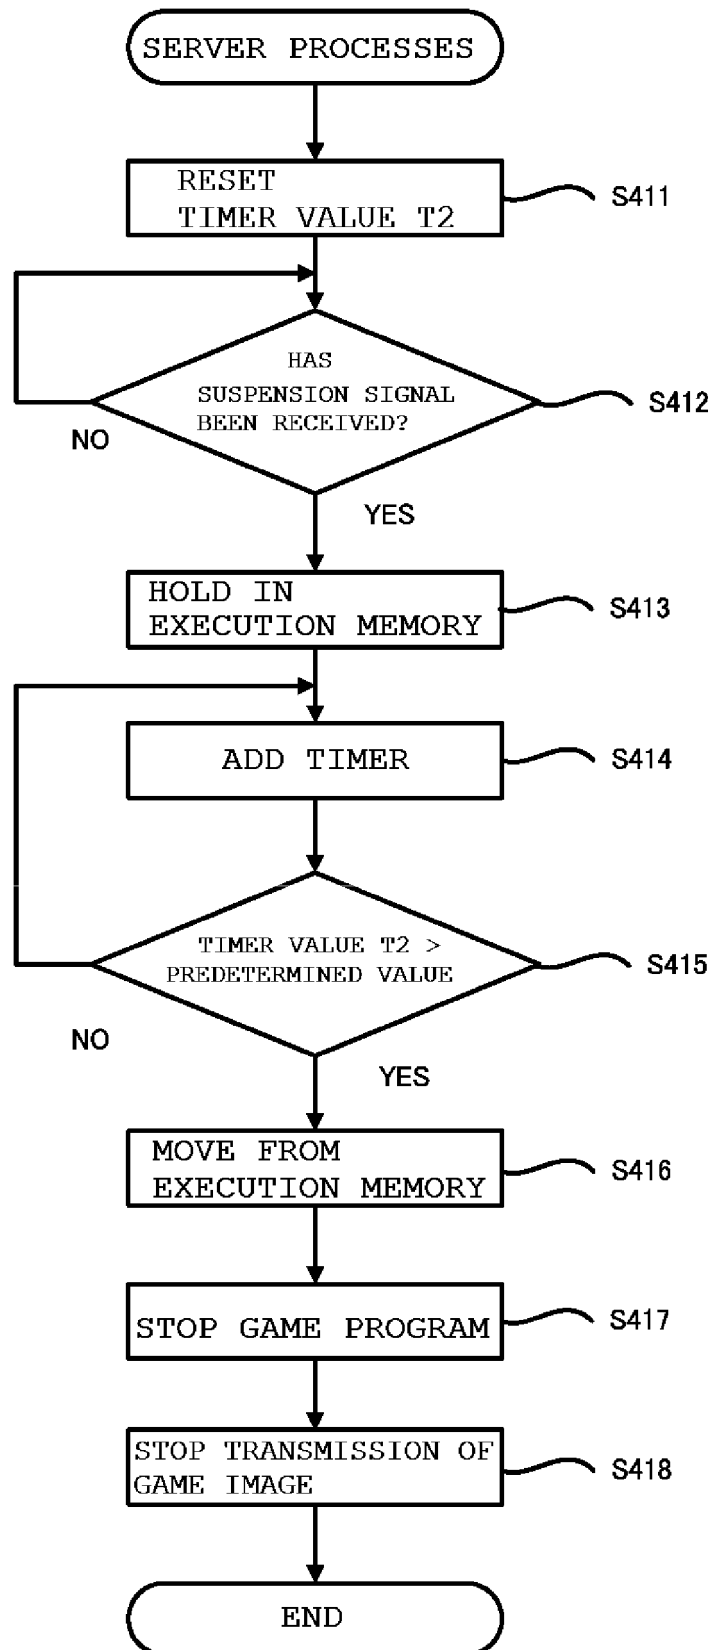 SERVER PROCESSES
RESET
TIMER VALUE T2
S411
HAS
SUSPENSION SIGNAL
BEEN RECEIVED?
S412
NO
YES
HOLD IN
EXECUTION MEMORY
S413
ADD TIMER
S414
TIMER VALUE T2 >
PREDETERMINED VALUE
S415
NO
YES
MOVE FROM
EXECUTION MEMORY
S416
STOP GAME PROGRAM
S417
STOP TRANSMISSION OF
GAME IMAGE
S418
END